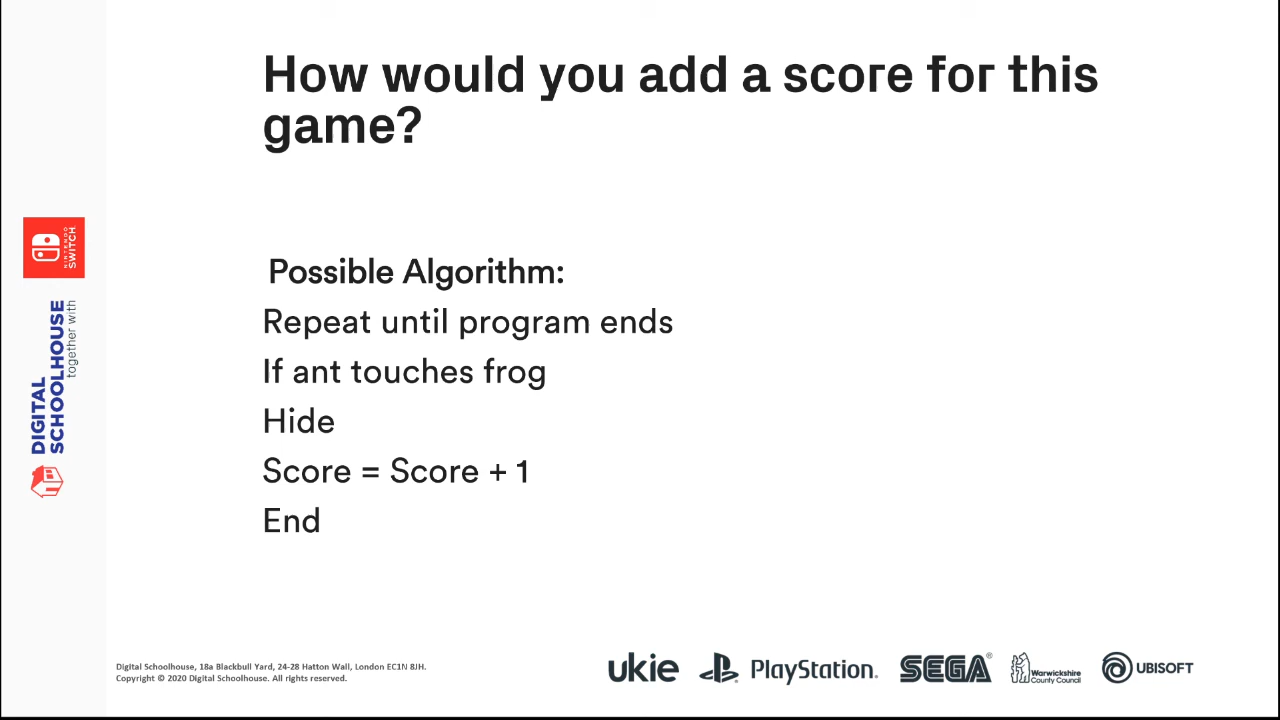 How would you add a score for this
game?
Possible Algorithm:
Repeat until program ends
If ant touches frog
Hide
Score = Score + 1
End
NINTENDO
SWITCH
DIGITAL
SCHOOLHOUSE
together with
Digital Schoolhouse, 18a Blackbull Yard, 24-28 Hatton Wall, London EC1N 8JH.
Copyright © 2020 Digital Schoolhouse. All rights reserved.
ukie
PlayStation.
SEGA®
Warwickshire
County Council
UBISOFT